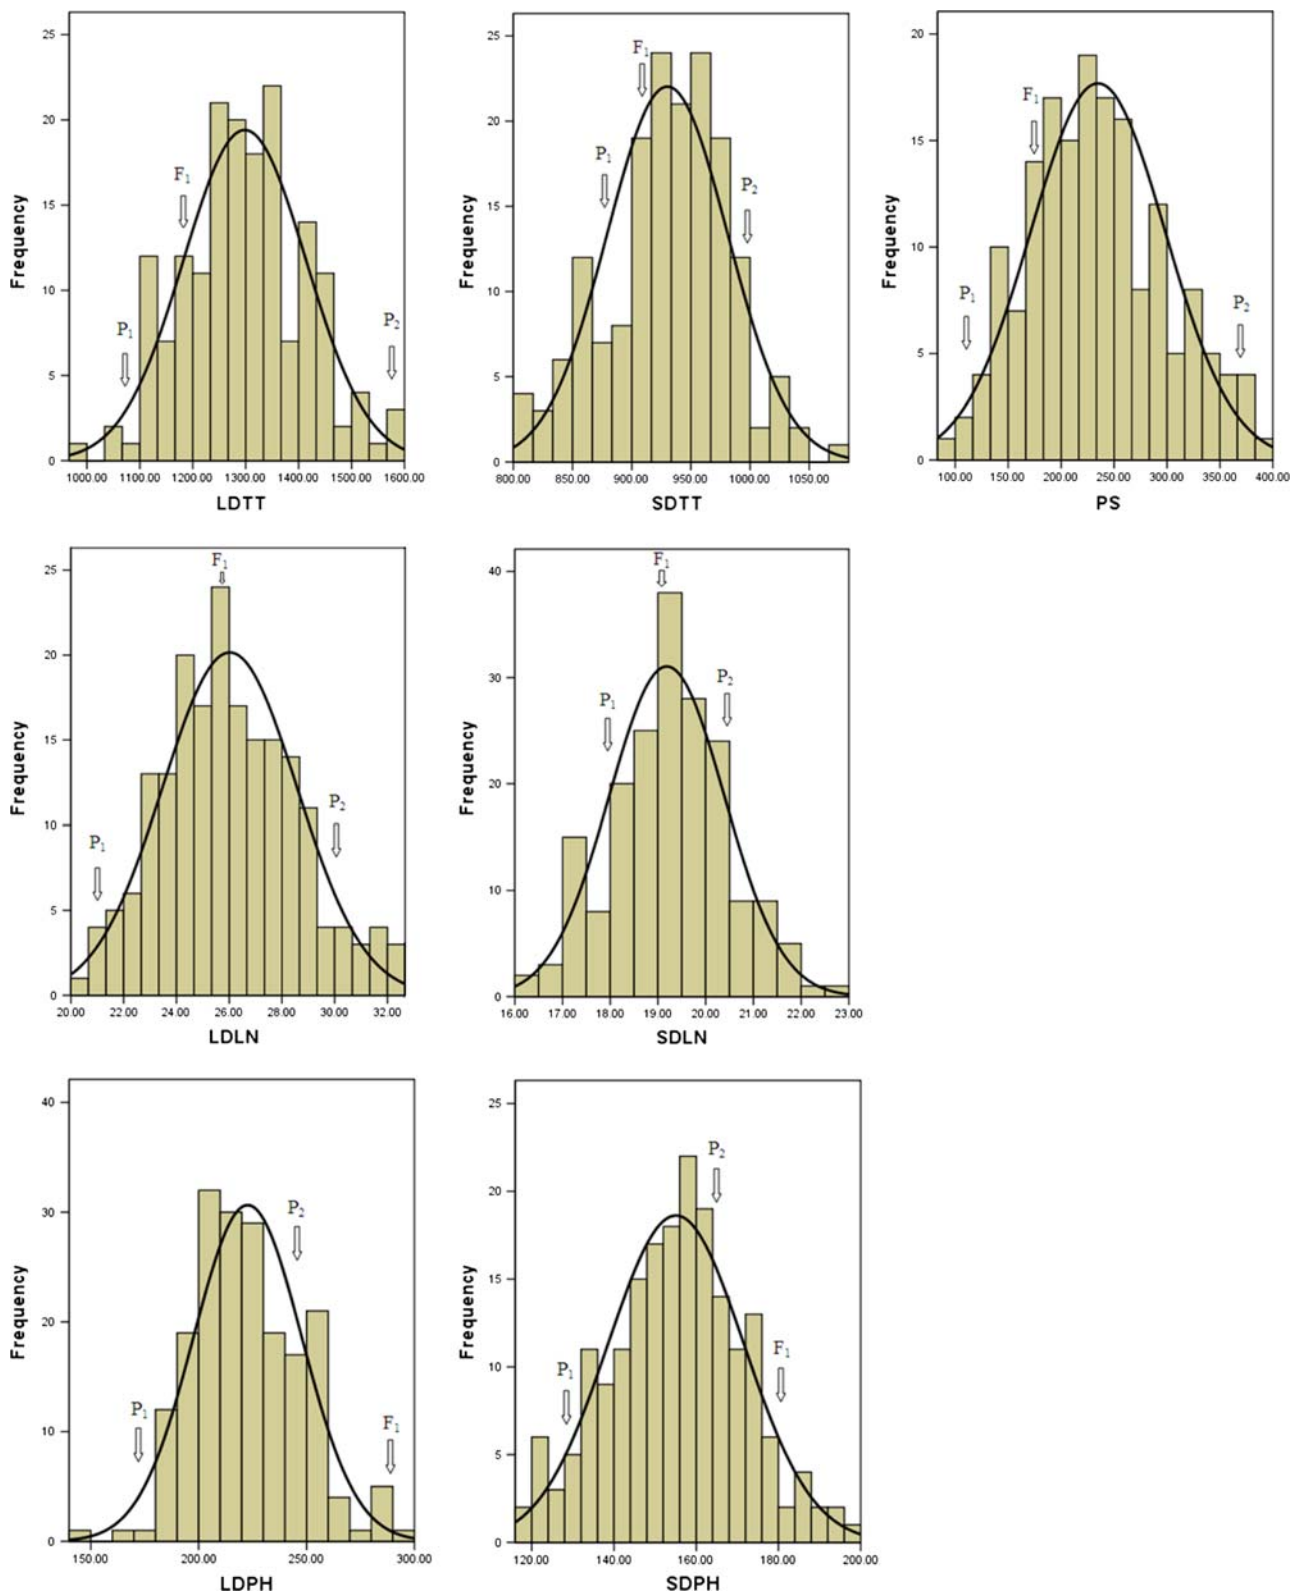 25
20
15
10
5
0
Frequency
P1
F1
P2
1000.00 1100.00 1200.00 1300.00 1400.00 1500.00 1600.00
LDTT
25
20
15
10
5
0
Frequency
P1
F1
P2
800.00 850.00 900.00 950.00 1000.00 1050.00
SDTT
20
15
10
5
0
Frequency
P1
F1
P2
100.00 150.00 200.00 250.00 300.00 350.00 400.00
PS
25
20
15
10
5
0
Frequency
P1
F1
P2
20.00 22.00 24.00 26.00 28.00 30.00 32.00
LDLN
40
30
20
10
0
Frequency
P1
F1
P2
16.00 17.00 18.00 19.00 20.00 21.00 22.00 23.00
SDLN
40
30
20
10
0
Frequency
P1
P2
F1
150.00 200.00 250.00 300.00
LDPH
25
20
15
10
5
0
Frequency
P1
P2
F1
120.00 140.00 160.00 180.00 200.00
SDPH